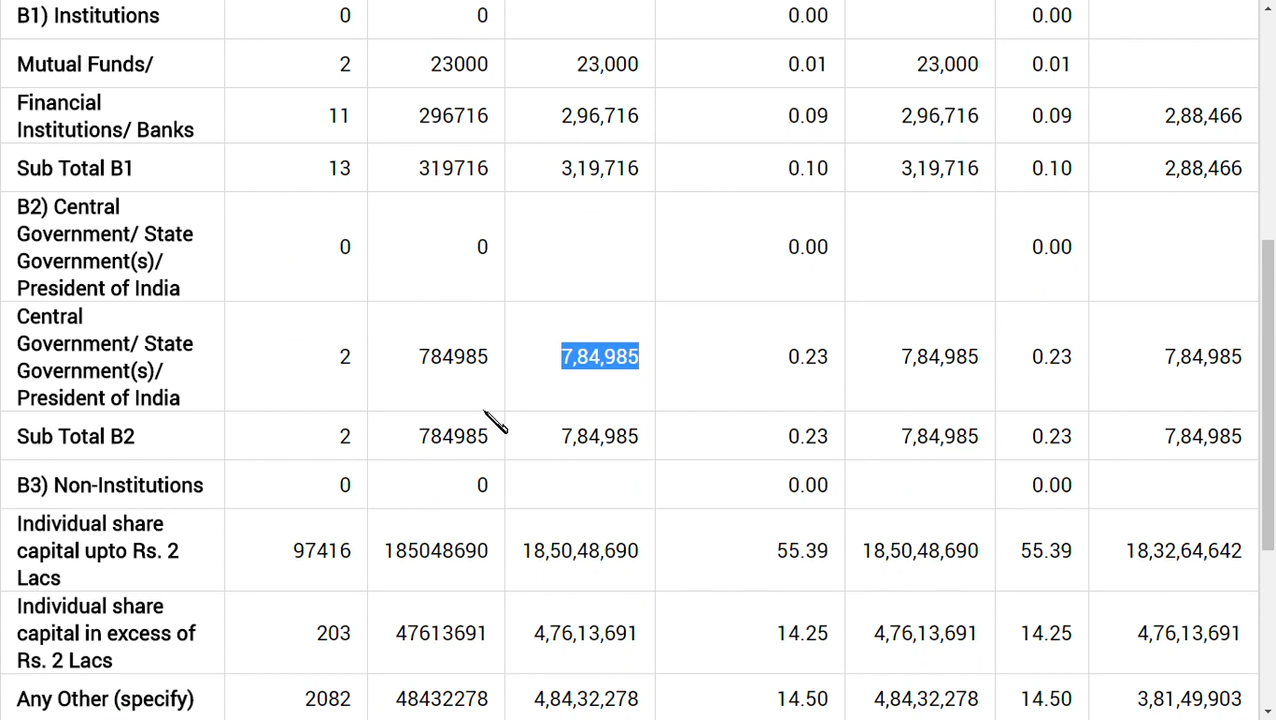 B1) Institutions 0 0 0.00 0.00
Mutual Funds/ 2 23000 23,000 0.01 23,000 0.01
Financial
Institutions/ Banks 11 296716 2,96,716 0.09 2,96,716 0.09 2,88,466
Sub Total B1 13 319716 3,19,716 0.10 3,19,716 0.10 2,88,466
B2) Central
Government/ State
Government(s)/
President of India 0 0 0.00 0.00
Central
Government/ State
Government(s)/
President of India 2 784985 7,84,985 0.23 7,84,985 0.23 7,84,985
Sub Total B2 2 784985 7,84,985 0.23 7,84,985 0.23 7,84,985
B3) Non-Institutions 0 0 0.00 0.00
Individual share
capital upto Rs. 2
Lacs 97416 185048690 18,50,48,690 55.39 18,50,48,690 55.39 18,32,64,642
Individual share
capital in excess of
Rs. 2 Lacs 203 47613691 4,76,13,691 14.25 4,76,13,691 14.25 4,76,13,691
Any Other (specify) 2082 48432278 4,84,32,278 14.50 4,84,32,278 14.50 3,81,49,903